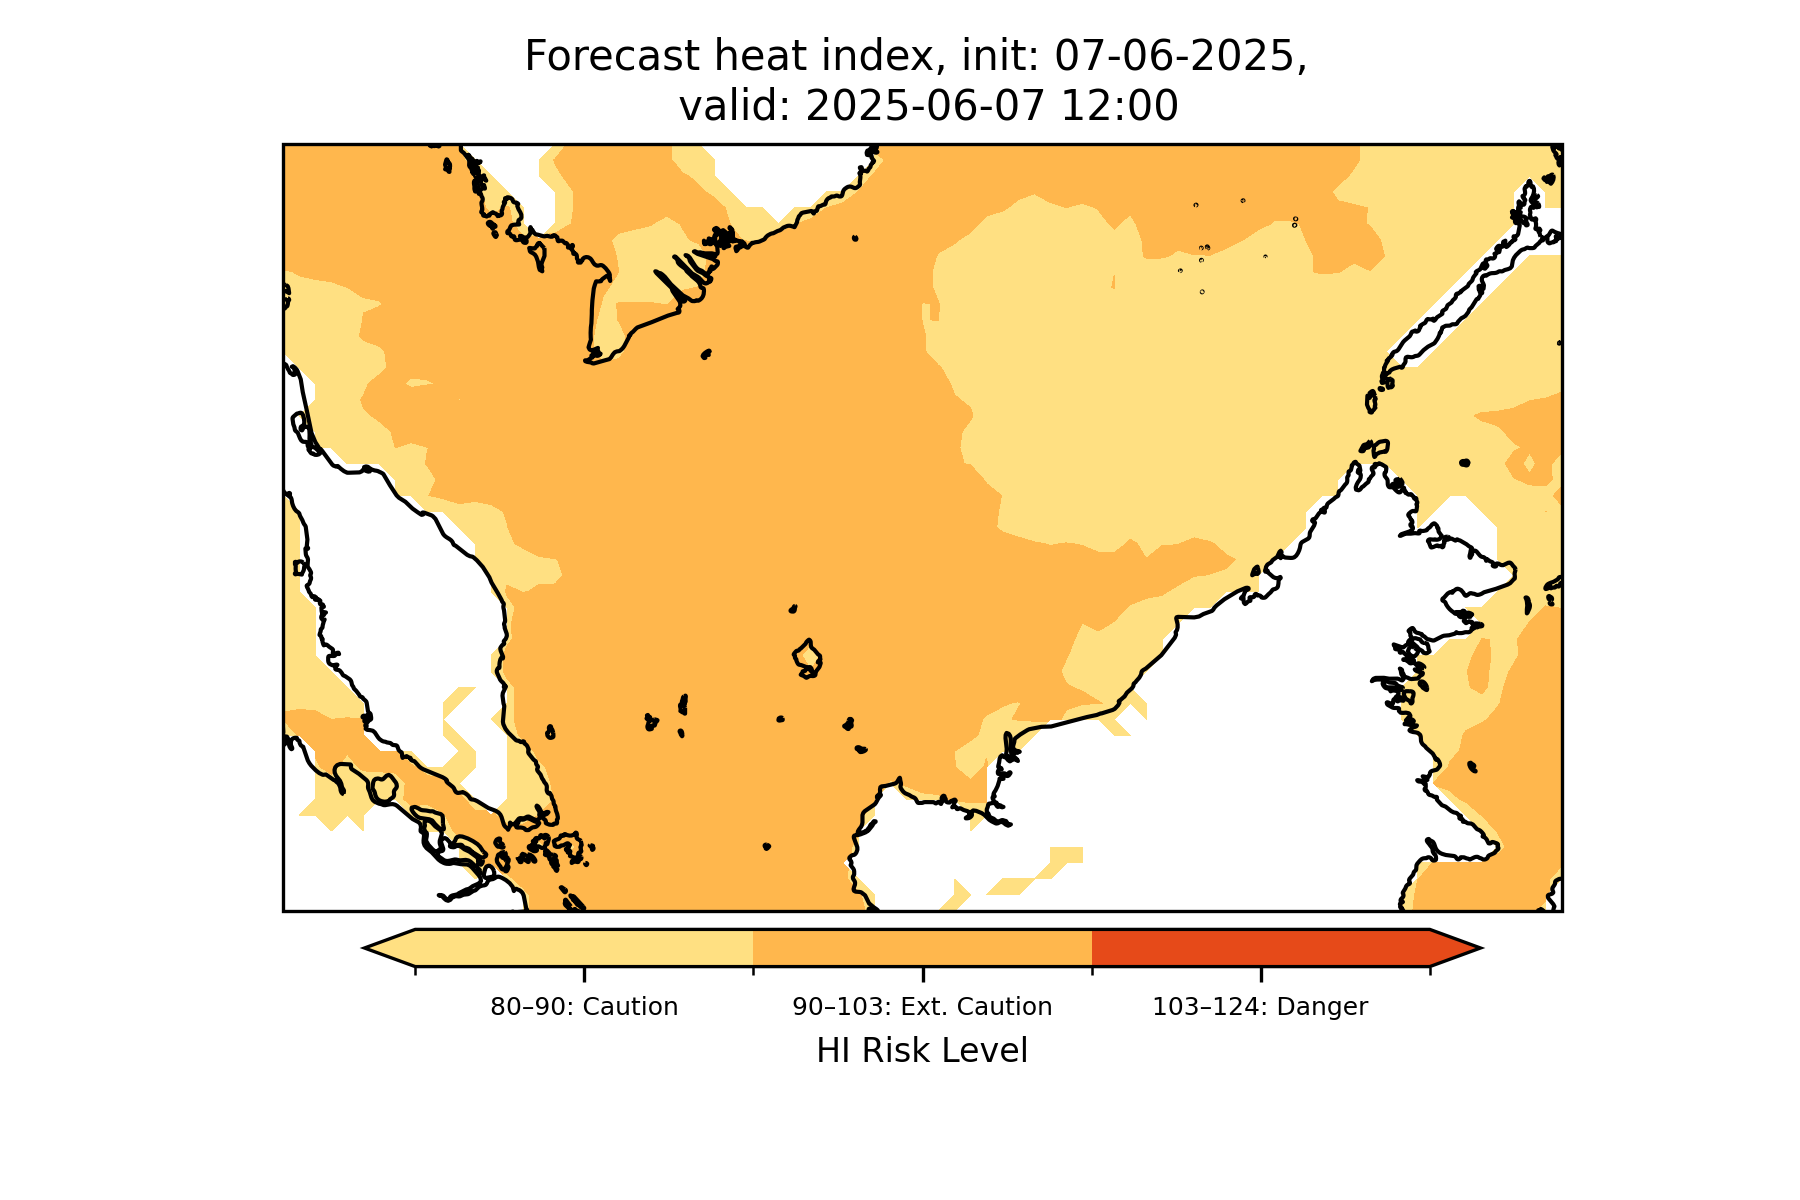 Forecast heat index, init: 07-06-2025,
valid: 2025-06-07 12:00
80–90: Caution
90–103: Ext. Caution
103–124: Danger
HI Risk Level